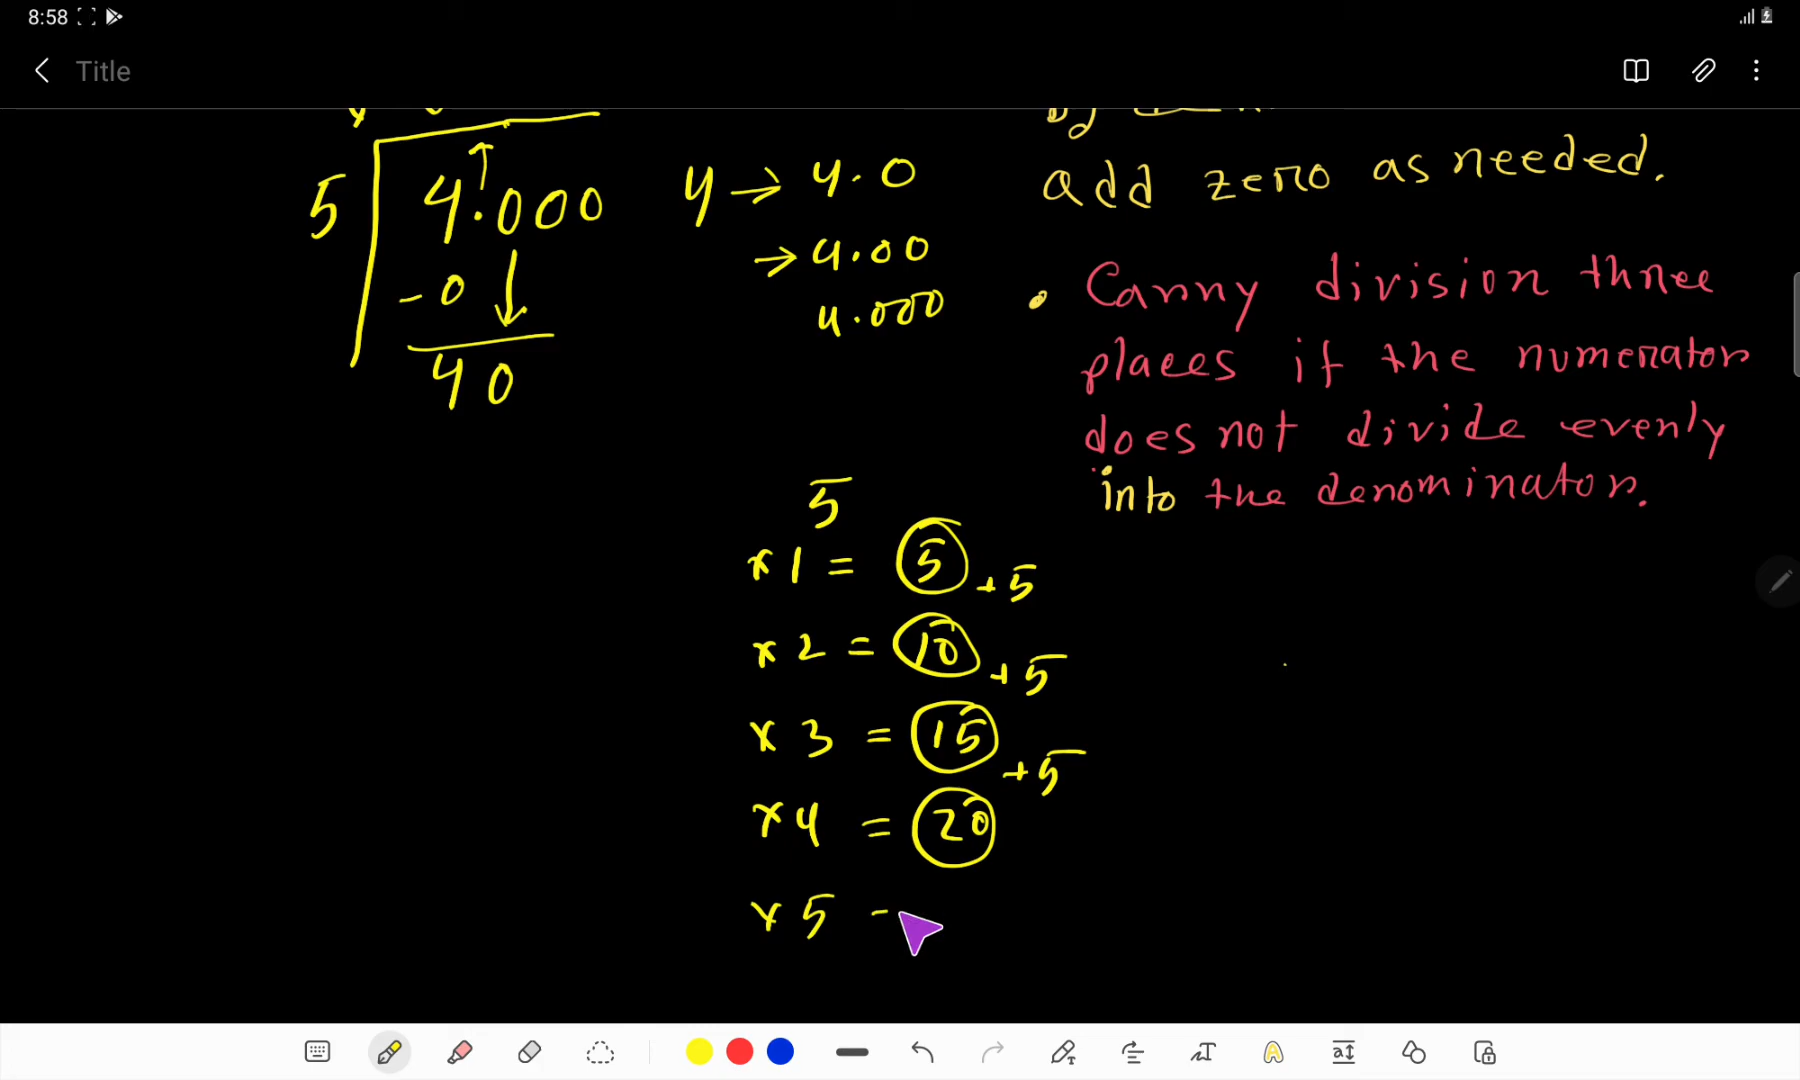 8:58
Title
5 4.000
-0
40
4 → 4.0
→ 4.00
4.000
add zero as needed.
• Carry division three
places if the numerator
does not divide evenly
into the denominator.
5
x1 = 5 +5
x2 = 10 +5
x3 = 15 +5
x4 = 20
x5 -